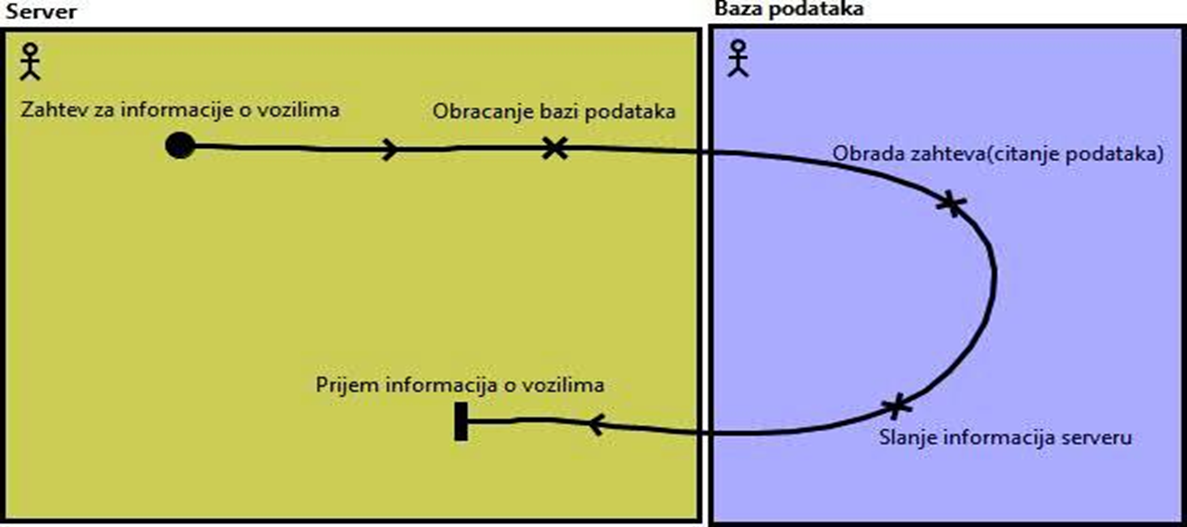 Server
Baza podataka
Zahtev za informacije o vozilima
Obracanje bazi podataka
Obrada zahteva(citanje podataka)
Prijem informacija o vozilima
Slanje informacija serveru